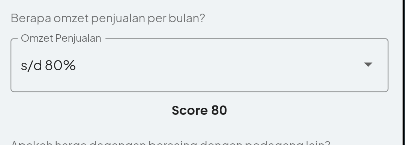 Berapa omzet penjualan per bulan?
Omzet Penjualan
s/d 80%
Score 80